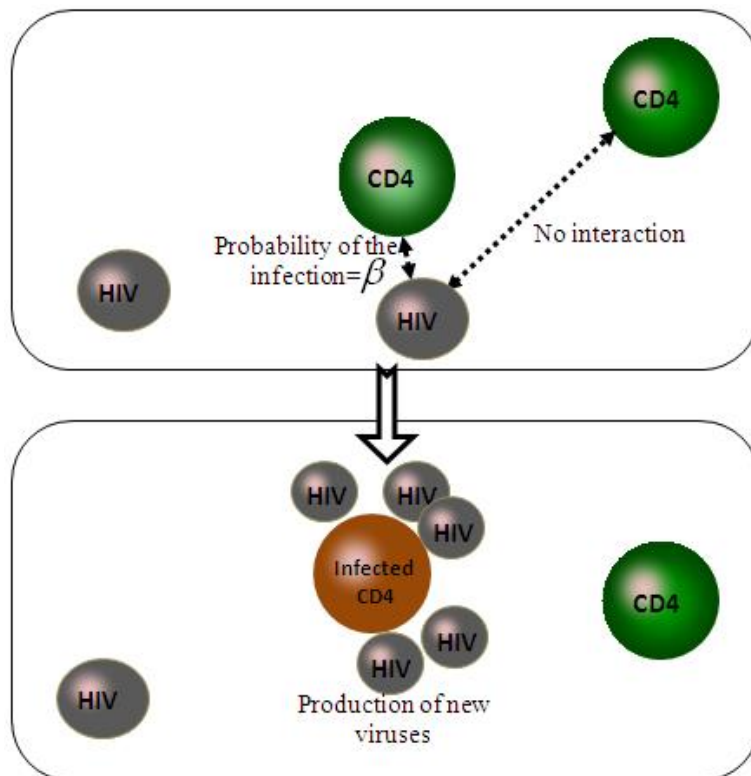 CD4
CD4
No interaction
Probability of the
infection=β
HIV
HIV
HIV
HIV
HIV
Infected
CD4
CD4
HIV
HIV
HIV
Production of new
viruses